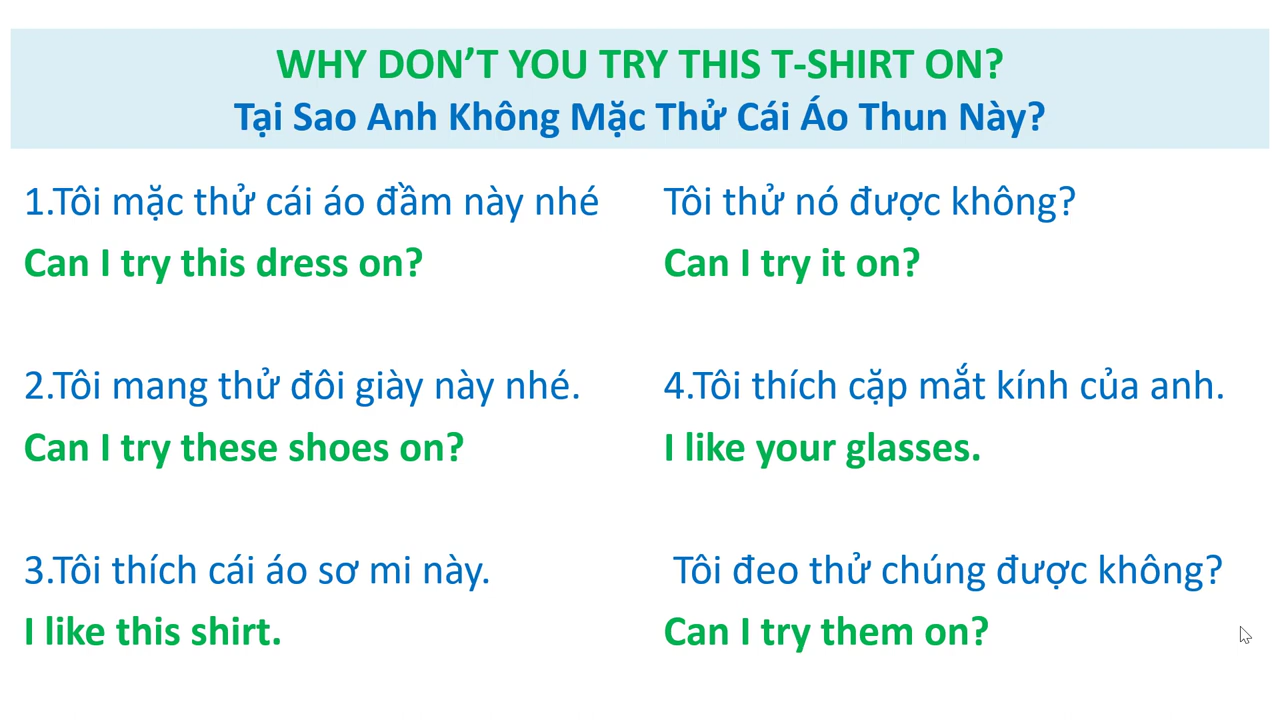 WHY DON’T YOU TRY THIS T-SHIRT ON?
Tại Sao Anh Không Mặc Thử Cái Áo Thun Này?
1.Tôi mặc thử cái áo đầm này nhé
Can I try this dress on?
2.Tôi mang thử đôi giày này nhé.
Can I try these shoes on?
3.Tôi thích cái áo sơ mi này.
I like this shirt.
Tôi thử nó được không?
Can I try it on?
4.Tôi thích cặp mắt kính của anh.
I like your glasses.
Tôi đeo thử chúng được không?
Can I try them on?